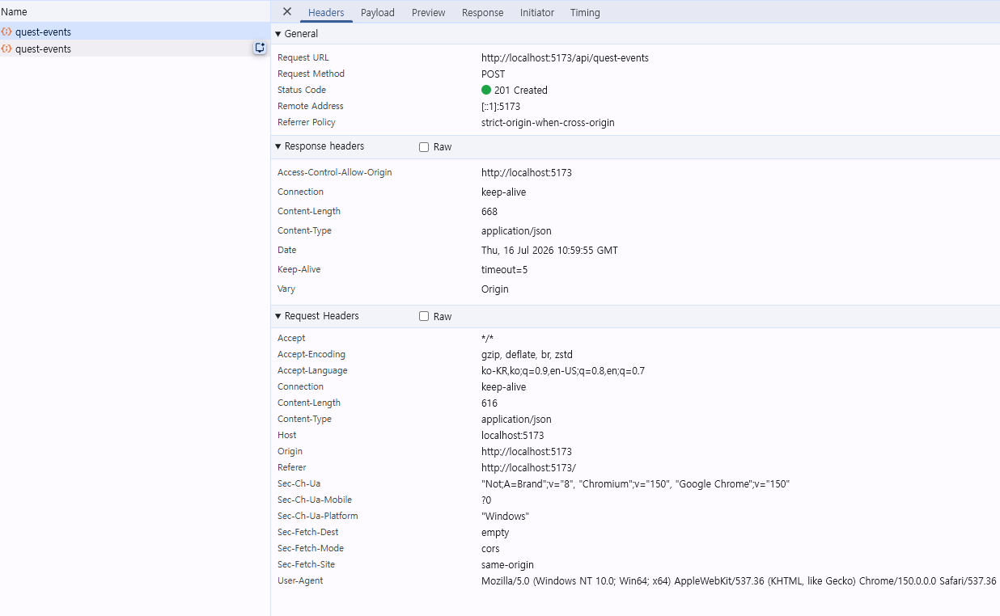 Name
quest-events
quest-events
Headers Payload Preview Response Initiator Timing
General
Request URL http://localhost:5173/api/quest-events
Request Method POST
Status Code 201 Created
Remote Address [::1]:5173
Referrer Policy strict-origin-when-cross-origin
Response headers Raw
Access-Control-Allow-Origin http://localhost:5173
Connection keep-alive
Content-Length 668
Content-Type application/json
Date Thu, 16 Jul 2026 10:59:55 GMT
Keep-Alive timeout=5
Vary Origin
Request Headers Raw
Accept */*
Accept-Encoding gzip, deflate, br, zstd
Accept-Language ko-KR,ko;q=0.9,en-US;q=0.8,en;q=0.7
Connection keep-alive
Content-Length 616
Content-Type application/json
Host localhost:5173
Origin http://localhost:5173
Referer http://localhost:5173/
Sec-Ch-Ua "Not;A=Brand";v="8", "Chromium";v="150", "Google Chrome";v="150"
Sec-Ch-Ua-Mobile ?0
Sec-Ch-Ua-Platform "Windows"
Sec-Fetch-Dest empty
Sec-Fetch-Mode cors
Sec-Fetch-Site same-origin
User-Agent Mozilla/5.0 (Windows NT 10.0; Win64; x64) AppleWebKit/537.36 (KHTML, like Gecko) Chrome/150.0.0.0 Safari/537.36